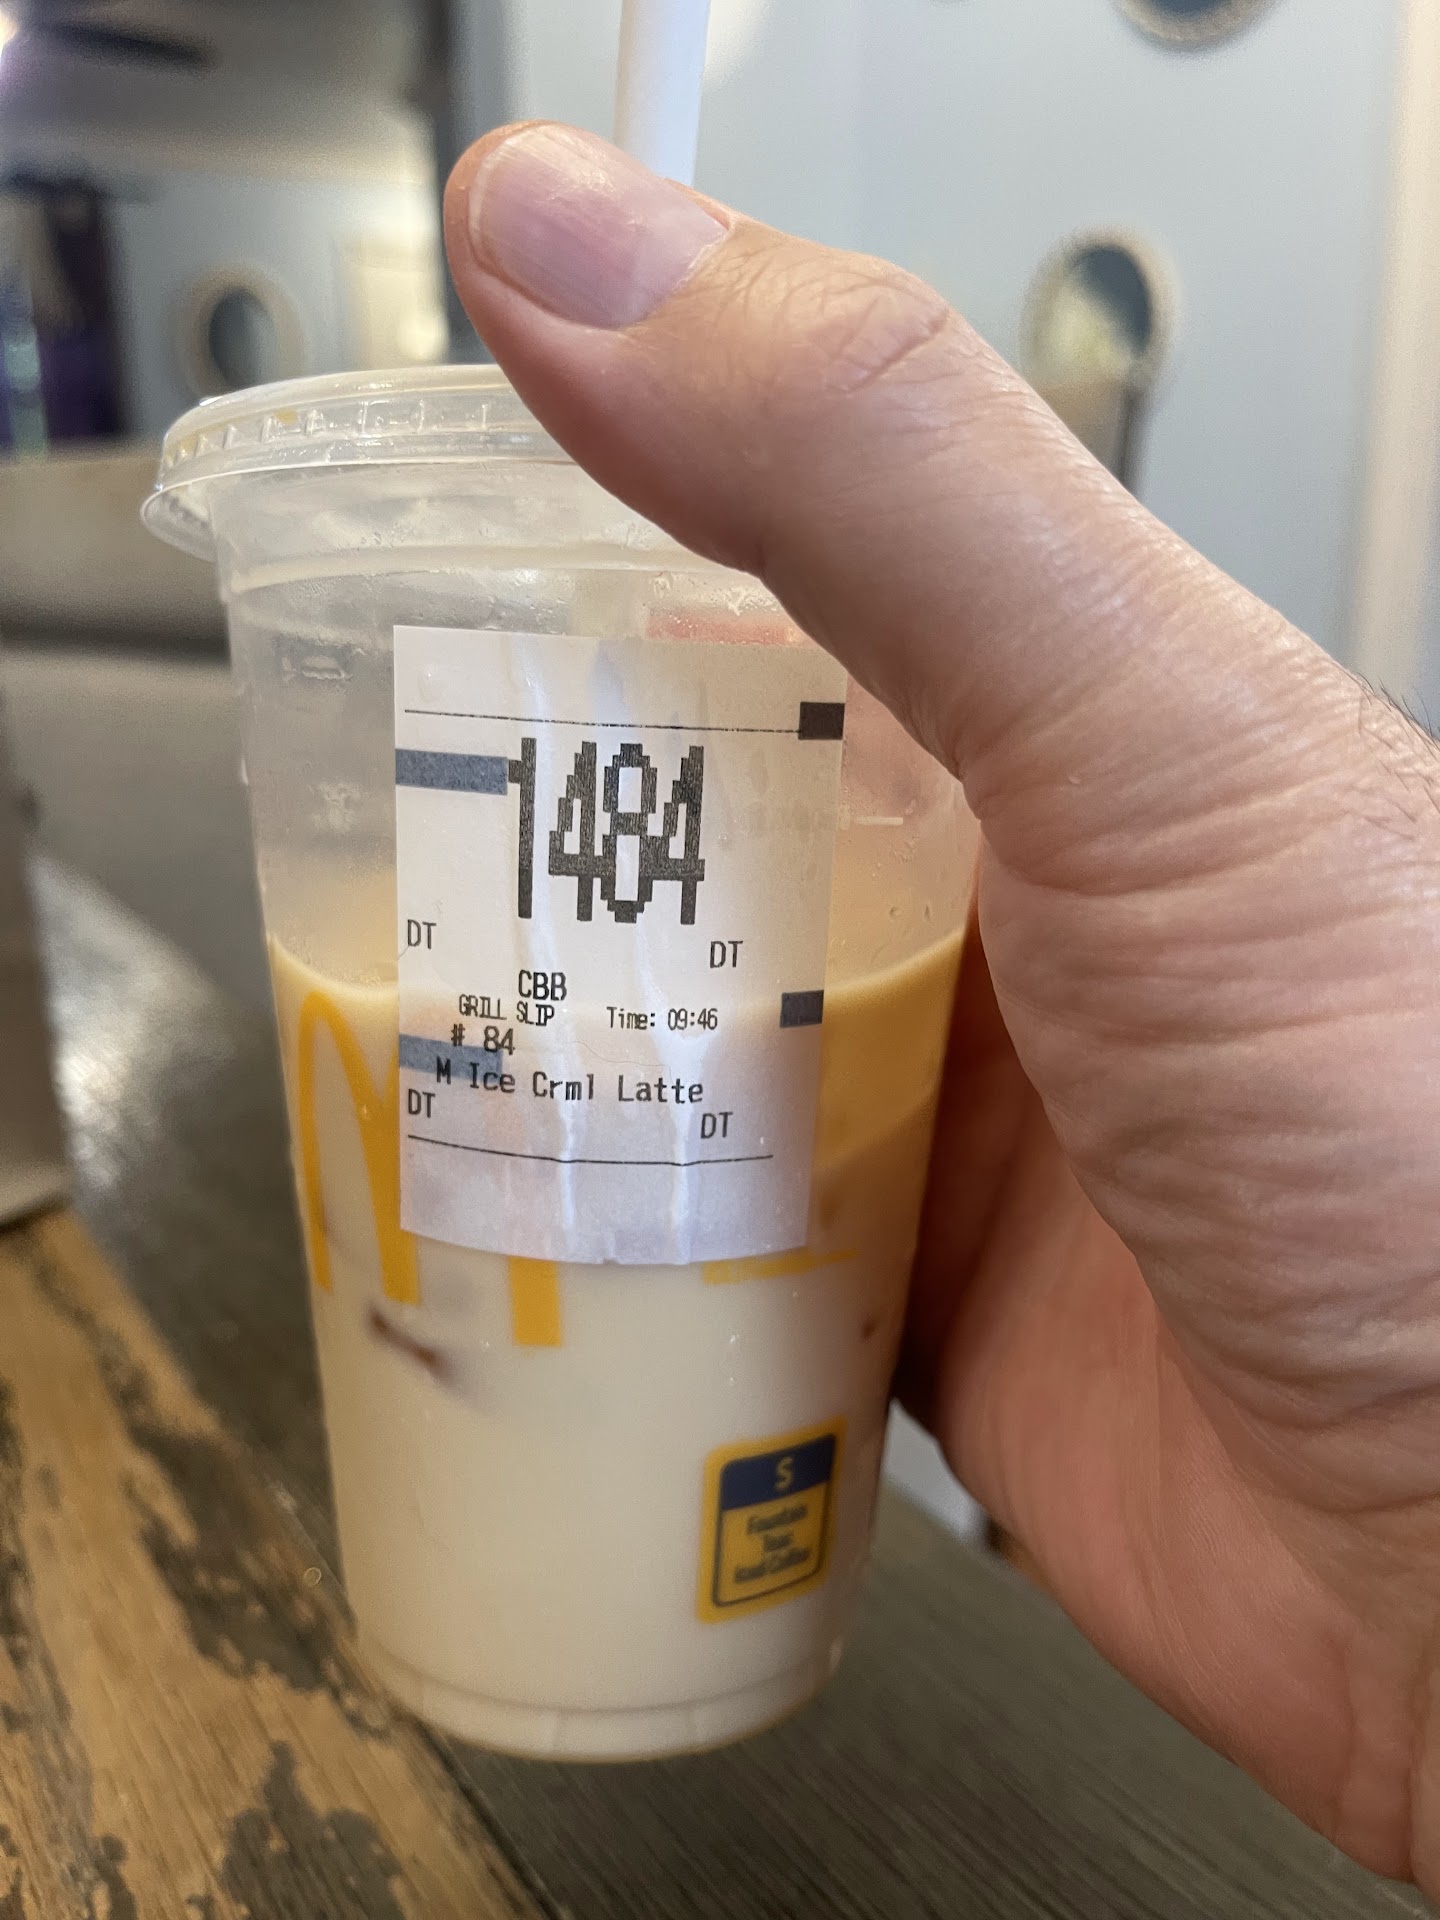 1484
DT DT
CBB
GRILL SLIP Time: 09:46
# 84
M Ice Crml Latte
DT DT
S